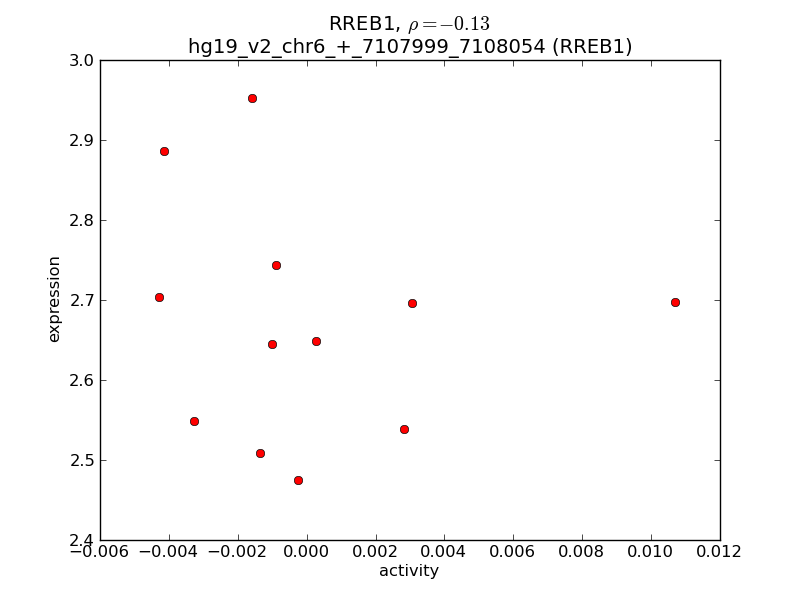 RREB1, ρ = −0.13
hg19_v2_chr6_+_7107999_7108054 (RREB1)
3.0
2.9
2.8
2.7
2.6
2.5
2.4
expression
−0.006 −0.004 −0.002 0.000 0.002 0.004 0.006 0.008 0.010 0.012
activity